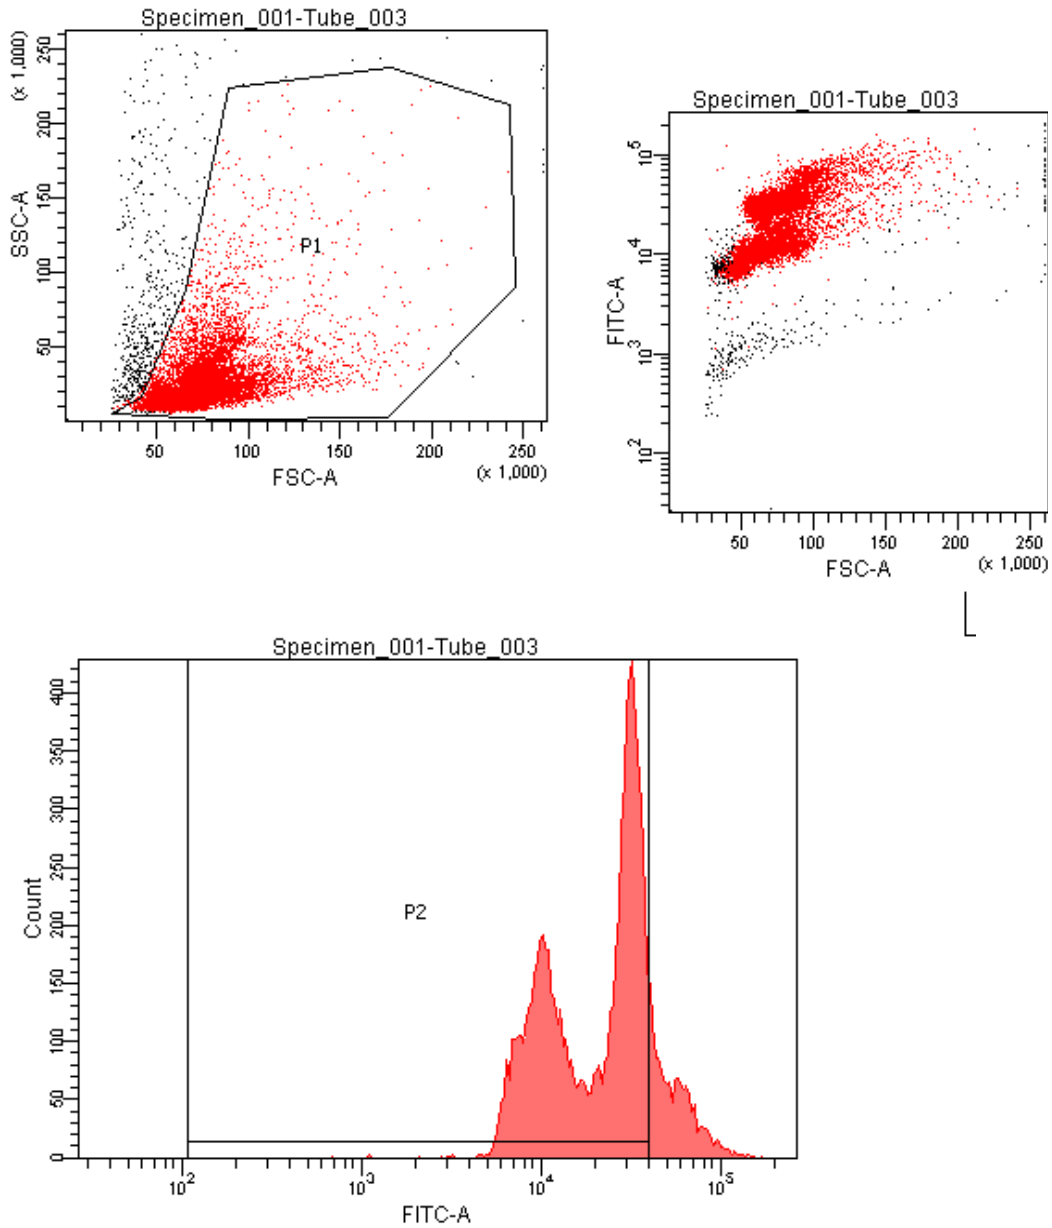 Specimen_001-Tube_003
(x 1,000)
250
200
150
100
50
SSC-A
P1
50 100 150 200 250
FSC-A
(x 1,000)
Specimen_001-Tube_003
10^5
10^4
10^3
10^2
FITC-A
50 100 150 200 250
FSC-A
(x 1,000)
Specimen_001-Tube_003
400
350
300
250
200
150
100
50
0
Count
P2
10^2 10^3 10^4 10^5
FITC-A